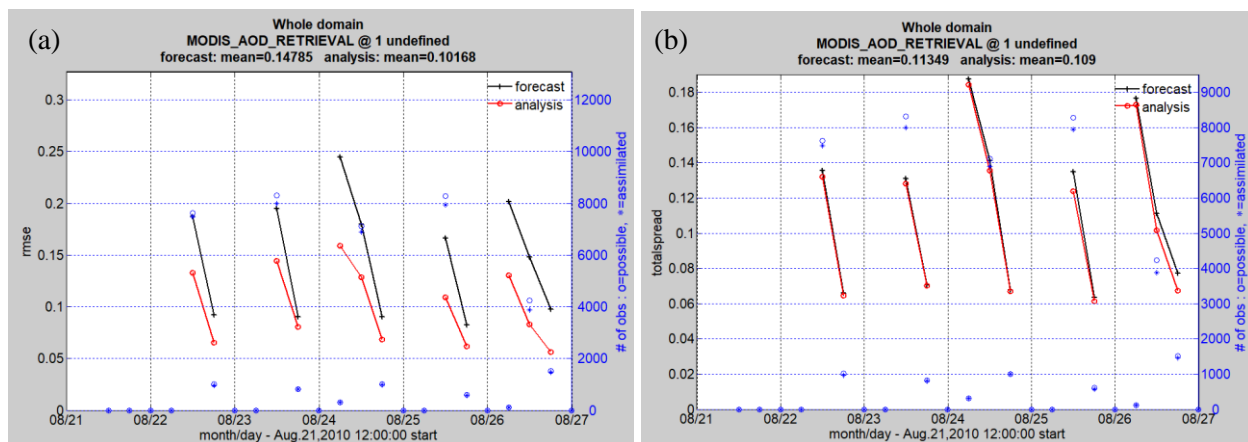 (a)
Whole domain
MODIS_AOD_RETRIEVAL @ 1 undefined
forecast: mean=0.14785 analysis: mean=0.10168
forecast
analysis
0.3
0.25
0.2
0.15
0.1
0.05
0
rmse
12000
10000
8000
6000
4000
2000
0
# of obs : o=possible, *=assimilated
08/21 08/22 08/23 08/24 08/25 08/26 08/27
month/day - Aug.21,2010 12:00:00 start
(b)
Whole domain
MODIS_AOD_RETRIEVAL @ 1 undefined
forecast: mean=0.11349 analysis: mean=0.109
forecast
analysis
0.18
0.16
0.14
0.12
0.1
0.08
0.06
0.04
0.02
0
totalspread
9000
8000
7000
6000
5000
4000
3000
2000
1000
0
# of obs : o=possible, *=assimilated
08/21 08/22 08/23 08/24 08/25 08/26 08/27
month/day - Aug.21,2010 12:00:00 start